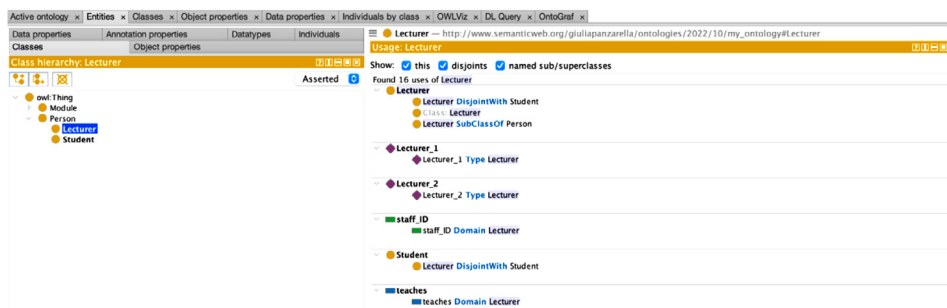 Active ontology × Entities × Classes × Object properties × Data properties × Individuals by class × OWLViz × DL Query × OntoGraf ×
Data properties Annotation properties Datatypes Individuals
Classes Object properties
Class hierarchy: Lecturer
Asserted
owl:Thing
Module
Person
Lecturer
Student
Lecturer — http://www.semanticweb.org/giuliapanzarella/ontologies/2022/10/my_ontology#Lecturer
Usage: Lecturer
Show: this disjoints named sub/superclasses
Found 16 uses of Lecturer
Lecturer
Lecturer DisjointWith Student
Class: Lecturer
Lecturer SubClassOf Person
Lecturer_1
Lecturer_1 Type Lecturer
Lecturer_2
Lecturer_2 Type Lecturer
staff_ID
staff_ID Domain Lecturer
Student
Lecturer DisjointWith Student
teaches
teaches Domain Lecturer